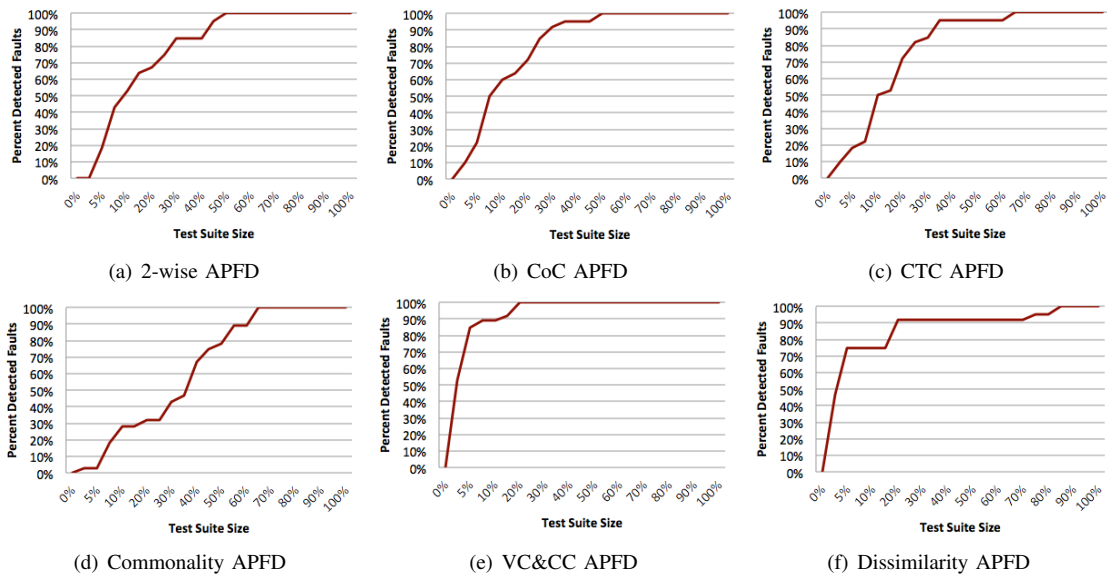 Percent Detected Faults
100%
90%
80%
70%
60%
50%
40%
30%
20%
10%
0%
0% 5% 10% 20% 30% 40% 50% 60% 70% 80% 90% 100%
Test Suite Size
(a) 2-wise APFD
Percent Detected Faults
100%
90%
80%
70%
60%
50%
40%
30%
20%
10%
0%
0% 5% 10% 20% 30% 40% 50% 60% 70% 80% 90% 100%
Test Suite Size
(b) CoC APFD
Percent Detected Faults
100%
90%
80%
70%
60%
50%
40%
30%
20%
10%
0%
0% 5% 10% 20% 30% 40% 50% 60% 70% 80% 90% 100%
Test Suite Size
(c) CTC APFD
Percent Detected Faults
100%
90%
80%
70%
60%
50%
40%
30%
20%
10%
0%
0% 5% 10% 20% 30% 40% 50% 60% 70% 80% 90% 100%
Test Suite Size
(d) Commonality APFD
Percent Detected Faults
100%
90%
80%
70%
60%
50%
40%
30%
20%
10%
0%
0% 5% 10% 20% 30% 40% 50% 60% 70% 80% 90% 100%
Test Suite Size
(e) VC&CC APFD
Percent Detected Faults
100%
90%
80%
70%
60%
50%
40%
30%
20%
10%
0%
0% 5% 10% 20% 30% 40% 50% 60% 70% 80% 90% 100%
Test Suite Size
(f) Dissimilarity APFD